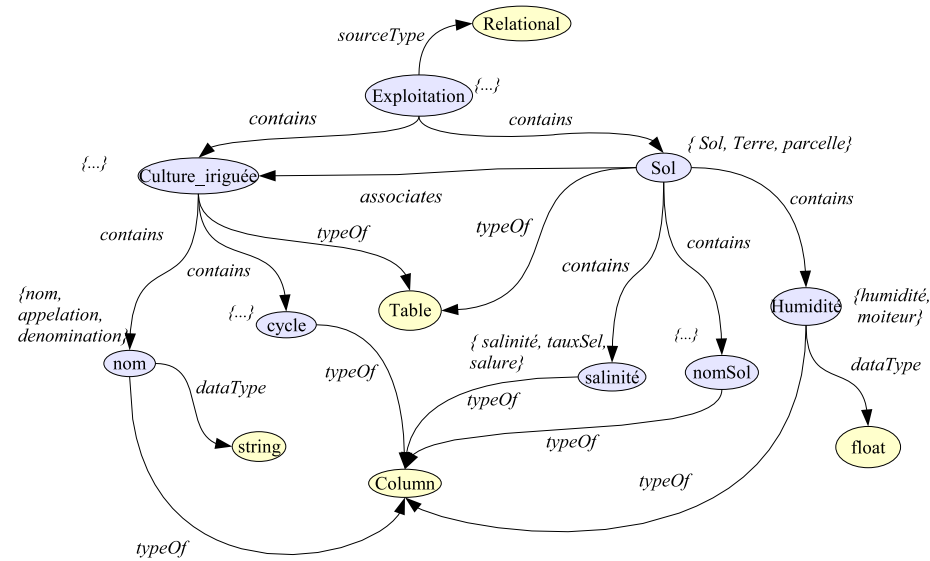 Relational
sourceType
Exploitation
{...}
contains
contains
{ Sol, Terre, parcelle}
{...}
Culture_iriguée
Sol
associates
contains
contains
typeOf
typeOf
contains
contains
contains
{nom,
appelation,
denomination}
{...}
cycle
Table
Humidité
{humidité,
moiteur}
{ salinité, tauxSel,
salure}
{...}
nom
typeOf
salinité
nomSol
dataType
dataType
typeOf
typeOf
string
float
Column
typeOf
typeOf